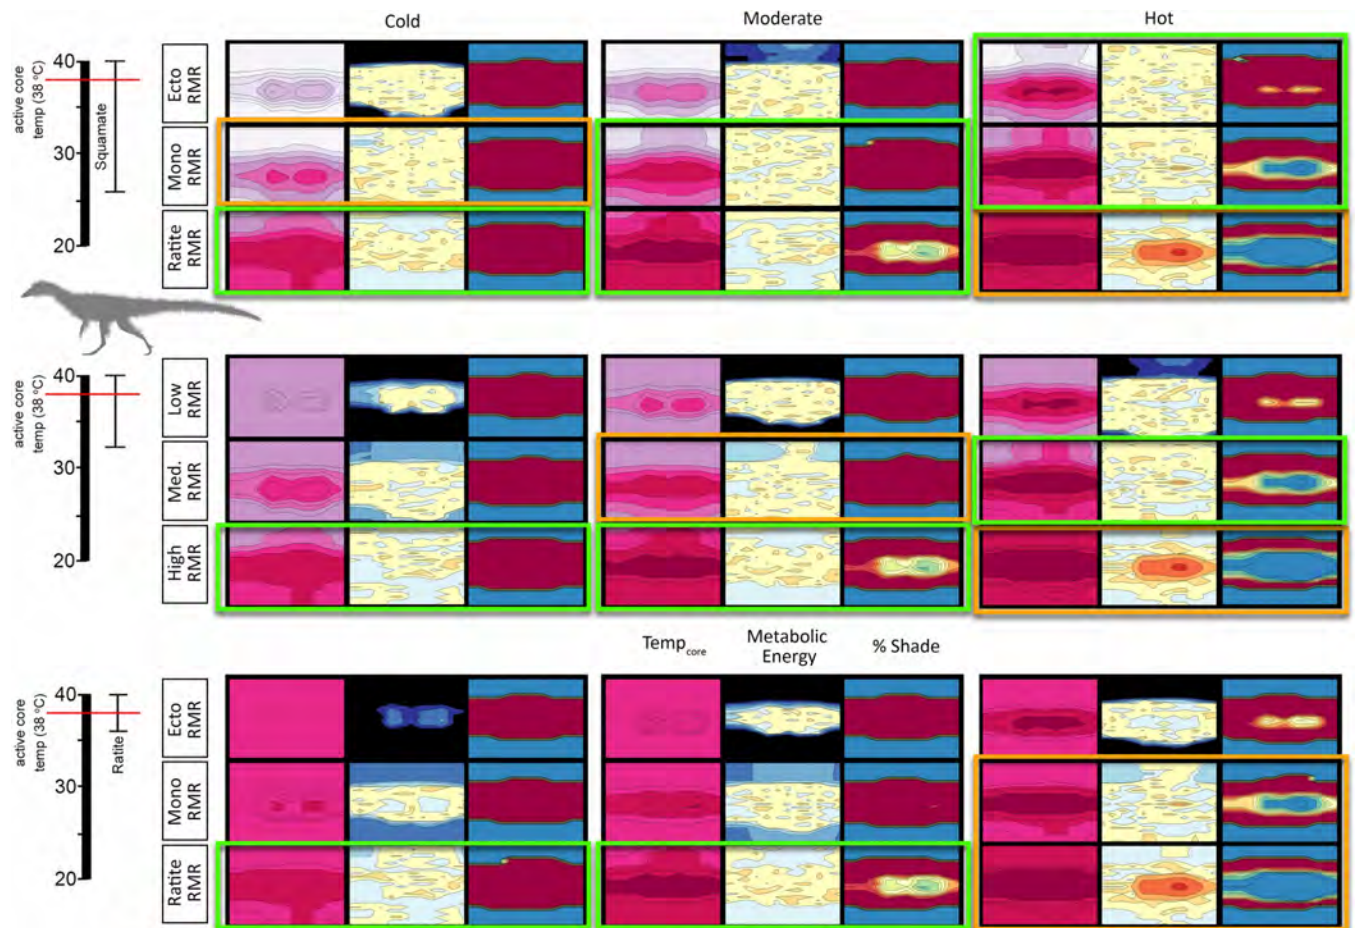 Cold
Moderate
Hot
active core
temp (38 °C)
40
30
20
Squamate
Ecto
RMR
Mono
RMR
Ratite
RMR
active core
temp (38 °C)
40
30
20
Low
RMR
Med.
RMR
High
RMR
Temp core
Metabolic
Energy
% Shade
active core
temp (38 °C)
40
30
20
Ratite
Ecto
RMR
Mono
RMR
Ratite
RMR